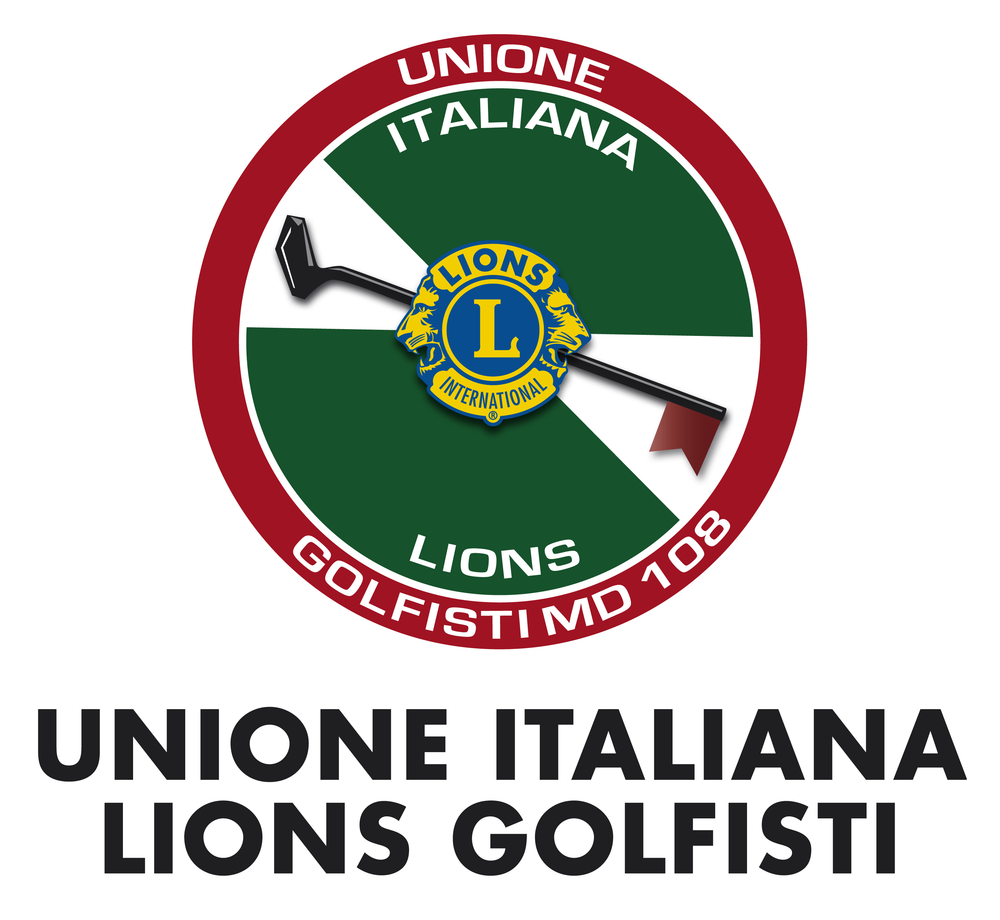 UNIONE
ITALIANA
LIONS
L
INTERNATIONAL
®
LIONS
GOLFISTI MD 108
UNIONE ITALIANA
LIONS GOLFISTI